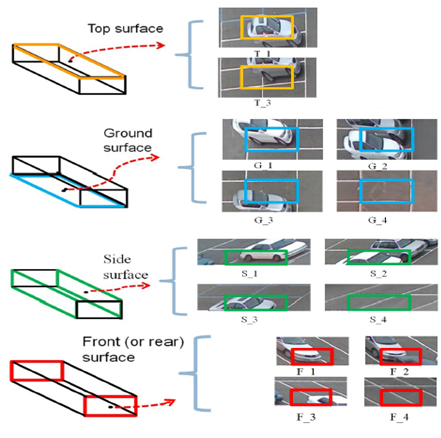 Top surface
T_1
T_3
Ground
surface
G_1
G_2
G_3
G_4
Side
surface
S_1
S_2
S_3
S_4
Front (or rear)
surface
F_1
F_2
F_3
F_4